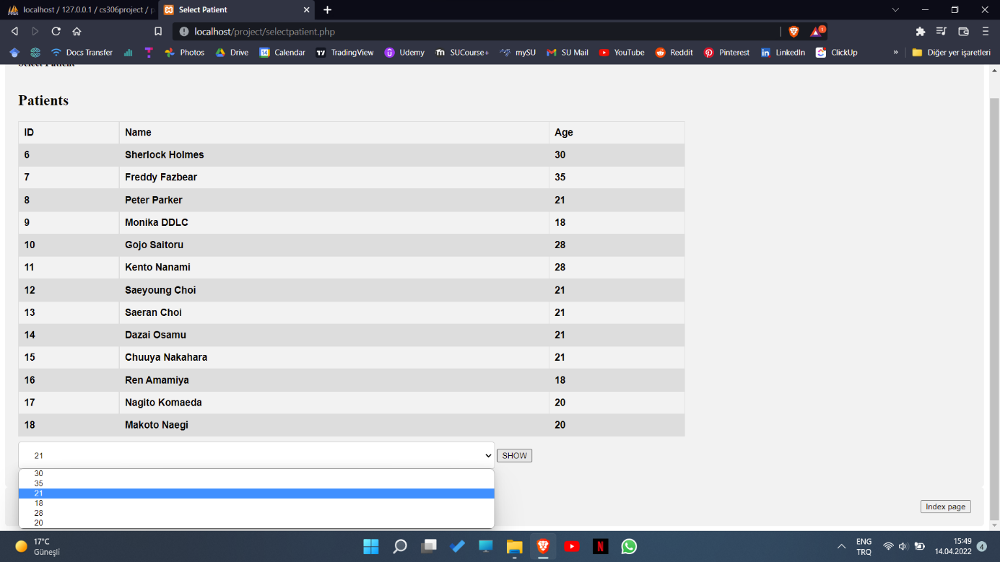 localhost / 127.0.0.1 / cs306project / p
Select Patient
localhost/project/selectpatient.php
1
Docs Transfer
Photos
Drive
14
Calendar
TradingView
Udemy
SUCourse+
mySU
SU Mail
YouTube
Reddit
Pinterest
LinkedIn
ClickUp
»
Diğer yer işaretleri
Select Patient
Patients
ID Name Age
6 Sherlock Holmes 30
7 Freddy Fazbear 35
8 Peter Parker 21
9 Monika DDLC 18
10 Gojo Saitoru 28
11 Kento Nanami 28
12 Saeyoung Choi 21
13 Saeran Choi 21
14 Dazai Osamu 21
15 Chuuya Nakahara 21
16 Ren Amamiya 18
17 Nagito Komaeda 20
18 Makoto Naegi 20
21 SHOW
30
35
21
18
28
20
Index page
17°C
Güneşli
ENG
TRQ
15:49
14.04.2022
4